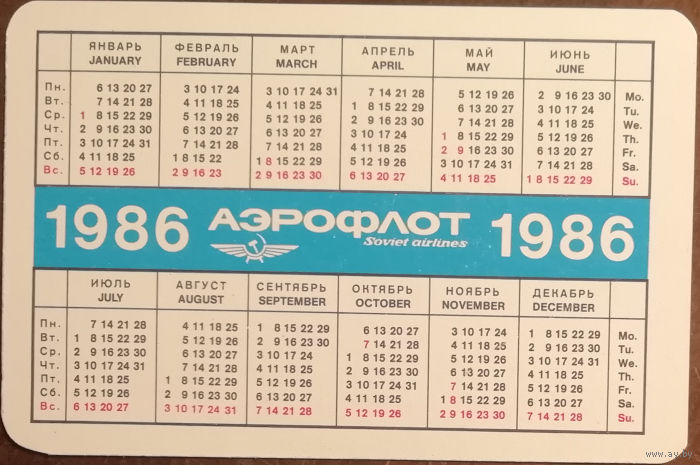 ЯНВАРЬ ФЕВРАЛЬ МАРТ АПРЕЛЬ МАЙ ИЮНЬ
JANUARY FEBRUARY MARCH APRIL MAY JUNE
Пн. 6 13 20 27 3 10 17 24 3 10 17 24 31 7 14 21 28 5 12 19 26 2 9 16 23 30 Mo.
Вт. 7 14 21 28 4 11 18 25 4 11 18 25 1 8 15 22 29 6 13 20 27 3 10 17 24 Tu.
Ср. 1 8 15 22 29 5 12 19 26 5 12 19 26 2 9 16 23 30 7 14 21 28 4 11 18 25 We.
Чт. 2 9 16 23 30 6 13 20 27 6 13 20 27 3 10 17 24 1 8 15 22 29 5 12 19 26 Th.
Пт. 3 10 17 24 31 7 14 21 28 7 14 21 28 4 11 18 25 2 9 16 23 30 6 13 20 27 Fr.
Сб. 4 11 18 25 1 8 15 22 1 8 15 22 29 5 12 19 26 3 10 17 24 31 7 14 21 28 Sa.
Вс. 5 12 19 26 2 9 16 23 2 9 16 23 30 6 13 20 27 4 11 18 25 1 8 15 22 29 Su.
1986 АЭРОФЛОТ 1986
Soviet airlines
ИЮЛЬ АВГУСТ СЕНТЯБРЬ ОКТЯБРЬ НОЯБРЬ ДЕКАБРЬ
JULY AUGUST SEPTEMBER OCTOBER NOVEMBER DECEMBER
Пн. 7 14 21 28 4 11 18 25 1 8 15 22 29 6 13 20 27 3 10 17 24 1 8 15 22 29 Mo.
Вт. 1 8 15 22 29 5 12 19 26 2 9 16 23 30 7 14 21 28 4 11 18 25 2 9 16 23 30 Tu.
Ср. 2 9 16 23 30 6 13 20 27 3 10 17 24 1 8 15 22 29 5 12 19 26 3 10 17 24 31 We.
Чт. 3 10 17 24 31 7 14 21 28 4 11 18 25 2 9 16 23 30 6 13 20 27 4 11 18 25 Th.
Пт. 4 11 18 25 1 8 15 22 29 5 12 19 26 3 10 17 24 31 7 14 21 28 5 12 19 26 Fr.
Сб. 5 12 19 26 2 9 16 23 30 6 13 20 27 4 11 18 25 1 8 15 22 29 6 13 20 27 Sa.
Вс. 6 13 20 27 3 10 17 24 31 7 14 21 28 5 12 19 26 2 9 16 23 30 7 14 21 28 Su.
www.ay.by